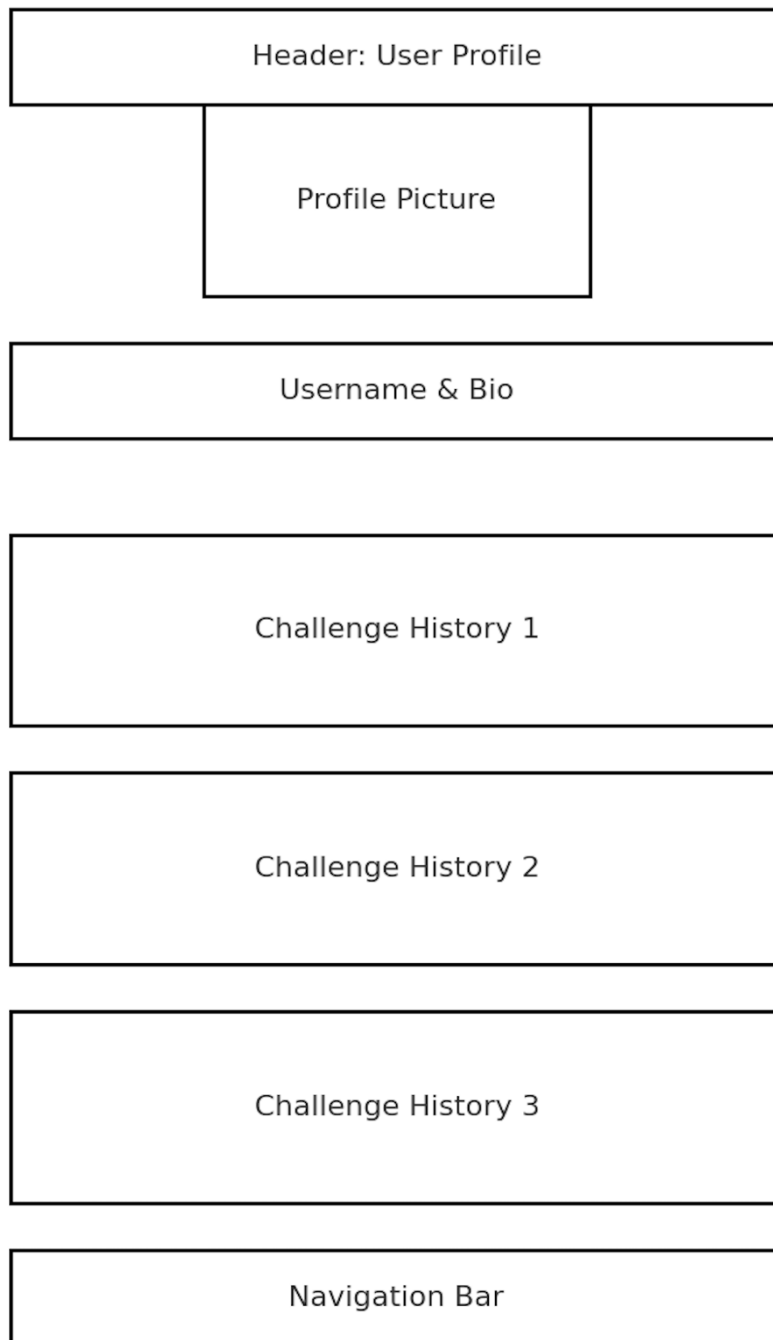 Header: User Profile
Profile Picture
Username & Bio
Challenge History 1
Challenge History 2
Challenge History 3
Navigation Bar